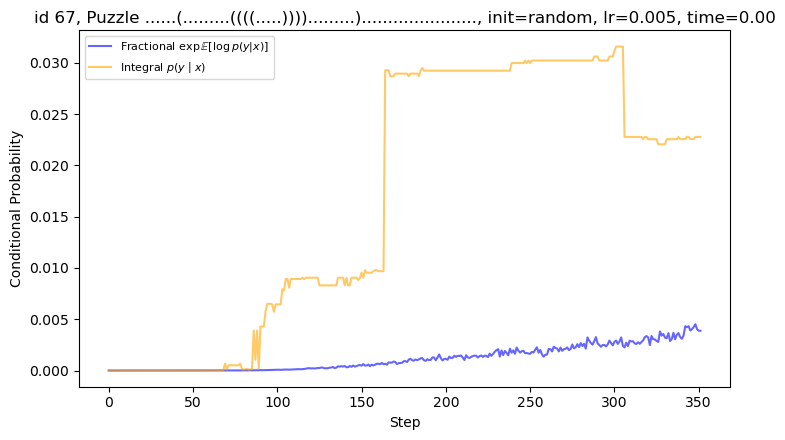 id 67, Puzzle ......(.........((((.....)))).........)......................, init=random, lr=0.005, time=0.00
Fractional exp𝔼[log p(y|x)]
Integral p(y | x)
Conditional Probability
0.030
0.025
0.020
0.015
0.010
0.005
0.000
0 50 100 150 200 250 300 350
Step